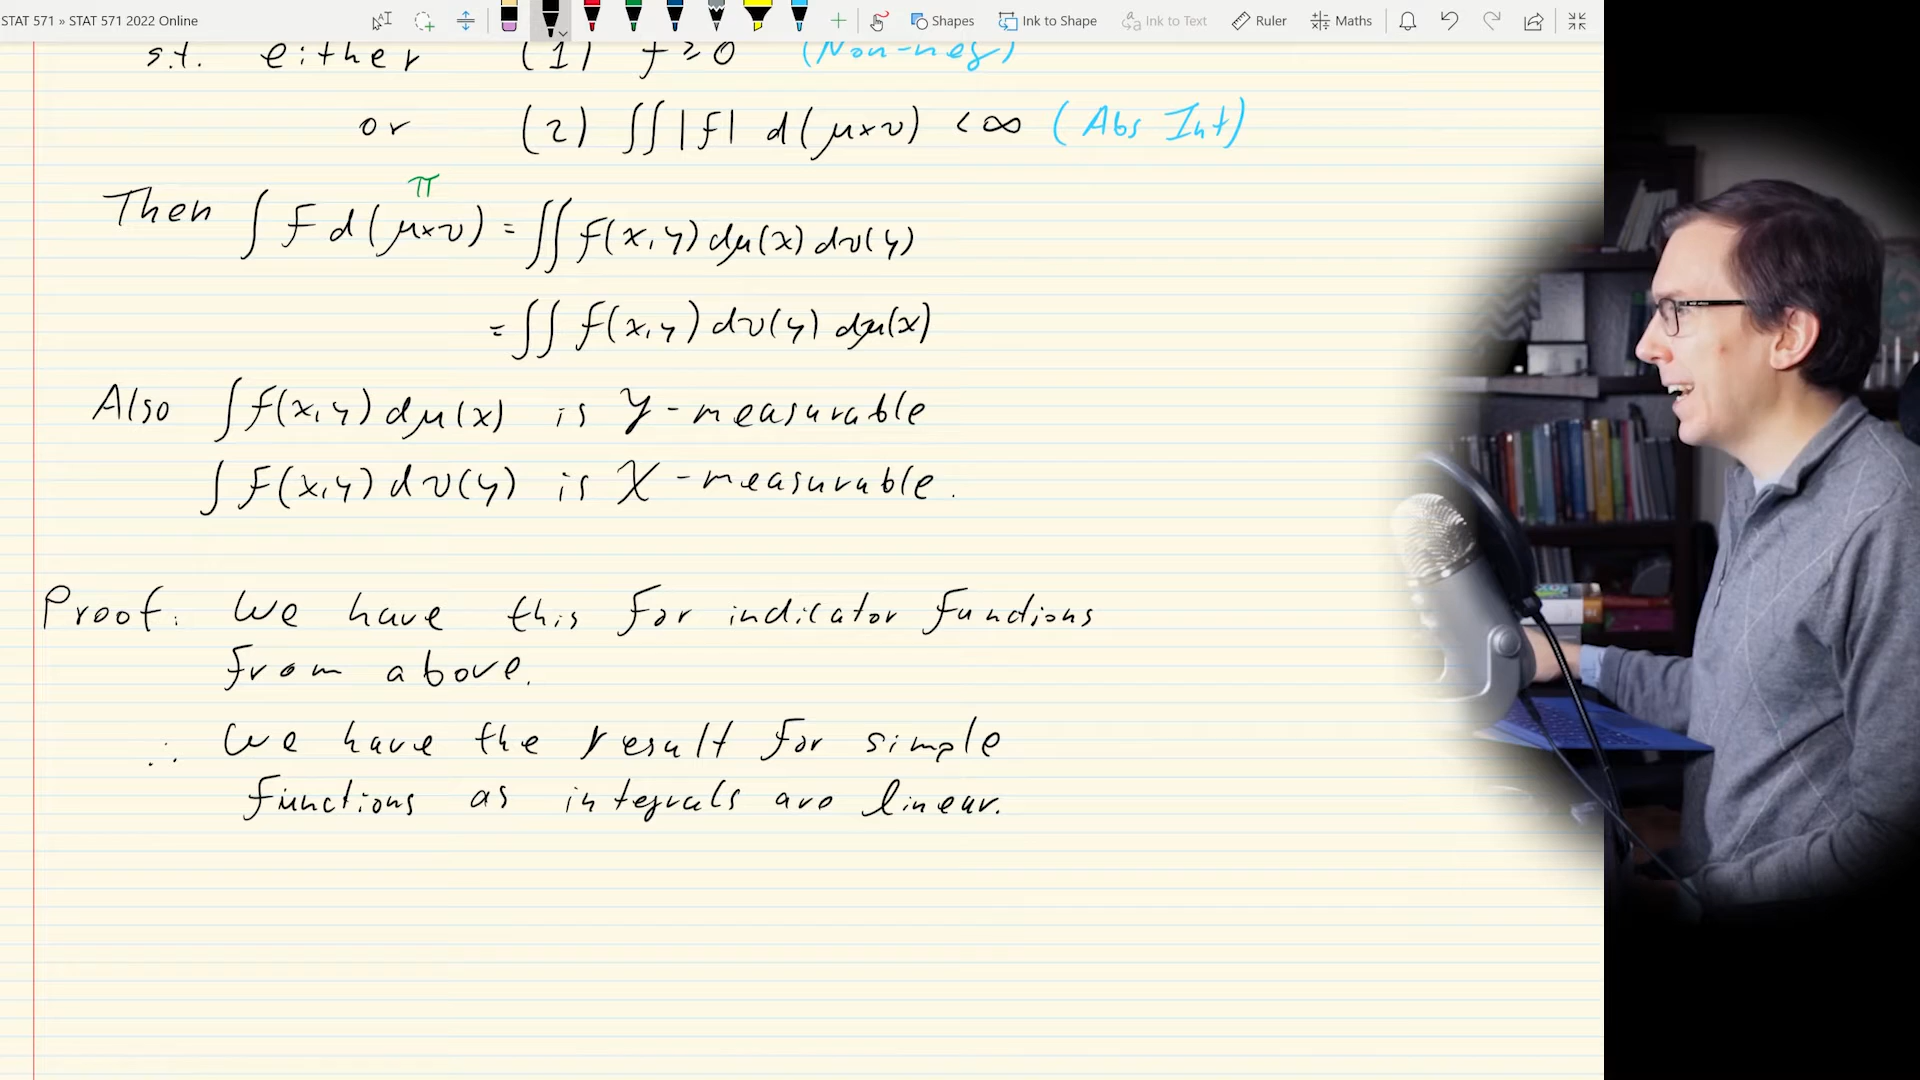 STAT 571 » STAT 571 2022 Online
Shapes
Ink to Shape
Ink to Text
Ruler
Maths
s.t. either (1) f ≥ 0 (Non-neg)
or (2) ∫∫ |f| d(μ×ν) < ∞ (Abs Int)
π
Then ∫ f d(μ×ν) = ∫∫ f(x,y) dμ(x) dν(y)
= ∫∫ f(x,y) dν(y) dμ(x)
Also ∫ f(x,y) dμ(x) is 𝒴-measurable
∫ f(x,y) dν(y) is 𝒳-measurable.
Proof: We have this for indicator functions
from above.
∴ We have the result for simple
functions as integrals are linear.